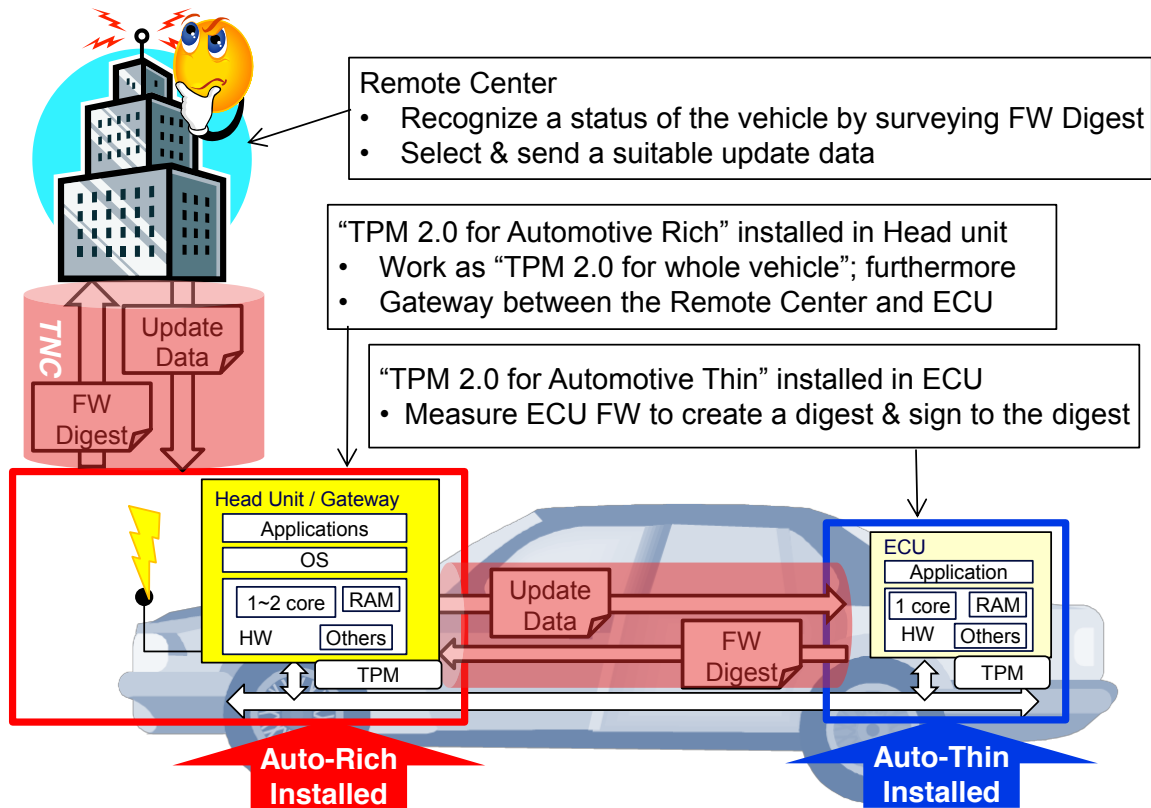 Remote Center
• Recognize a status of the vehicle by surveying FW Digest
• Select & send a suitable update data
“TPM 2.0 for Automotive Rich” installed in Head unit
• Work as “TPM 2.0 for whole vehicle”; furthermore
• Gateway between the Remote Center and ECU
“TPM 2.0 for Automotive Thin” installed in ECU
• Measure ECU FW to create a digest & sign to the digest
TNC
Update
Data
FW
Digest
Head Unit / Gateway
Applications
OS
1~2 core
RAM
HW
Others
TPM
Update
Data
FW
Digest
ECU
Application
1 core
RAM
HW
Others
TPM
Auto-Rich
Installed
Auto-Thin
Installed